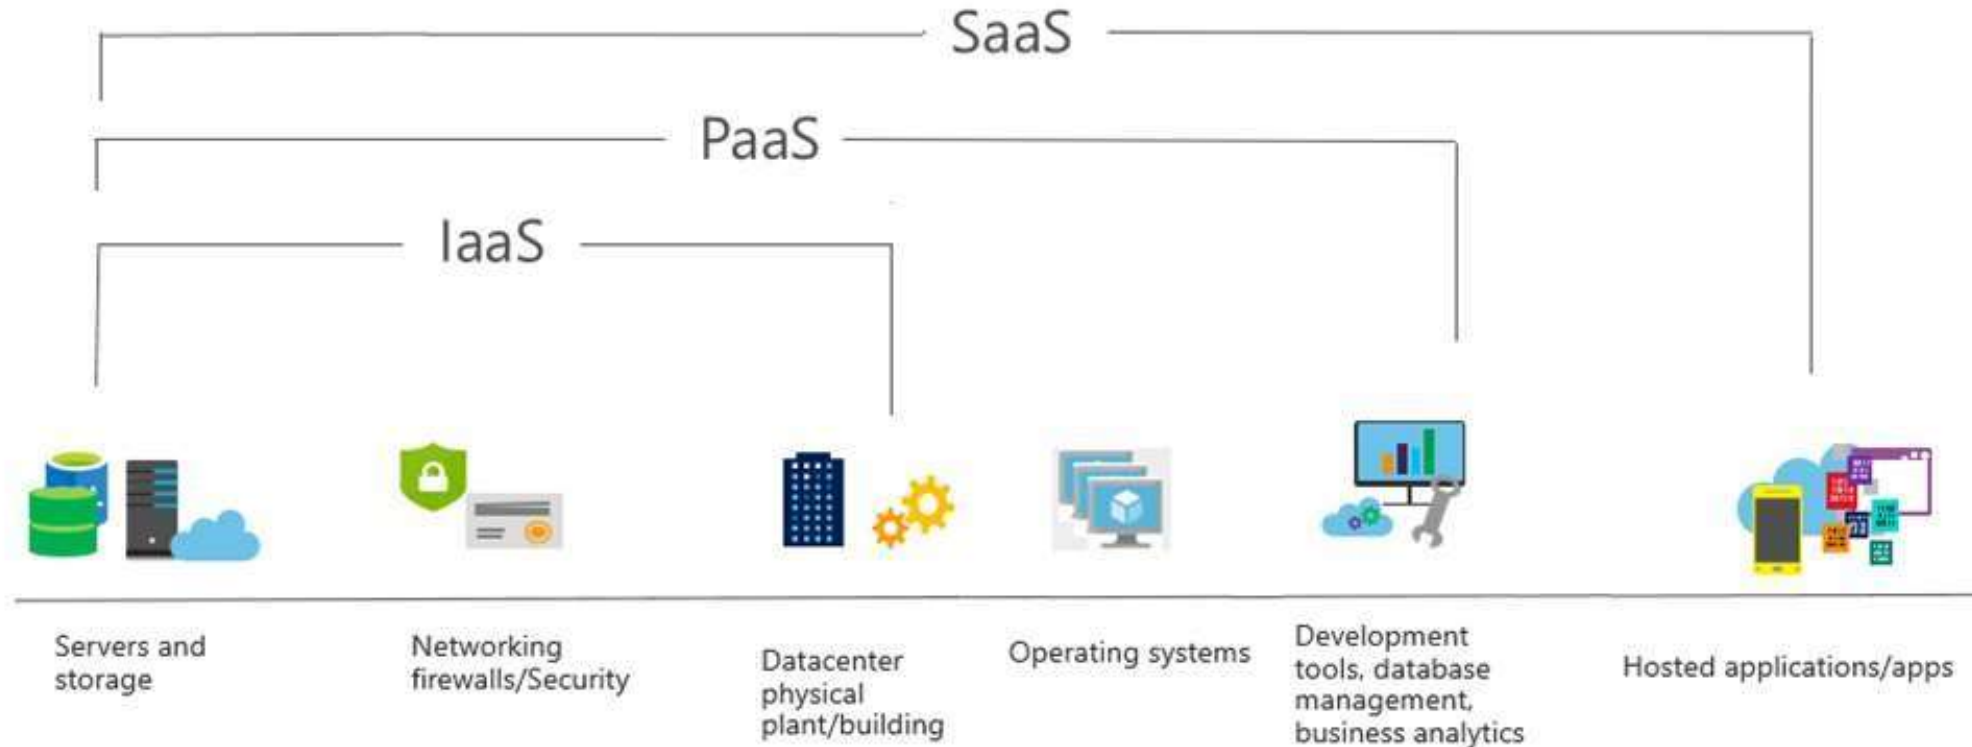 SaaS
PaaS
IaaS
Servers and
storage
Networking
firewalls/Security
Datacenter
physical
plant/building
Operating systems
Development
tools, database
management,
business analytics
Hosted applications/apps